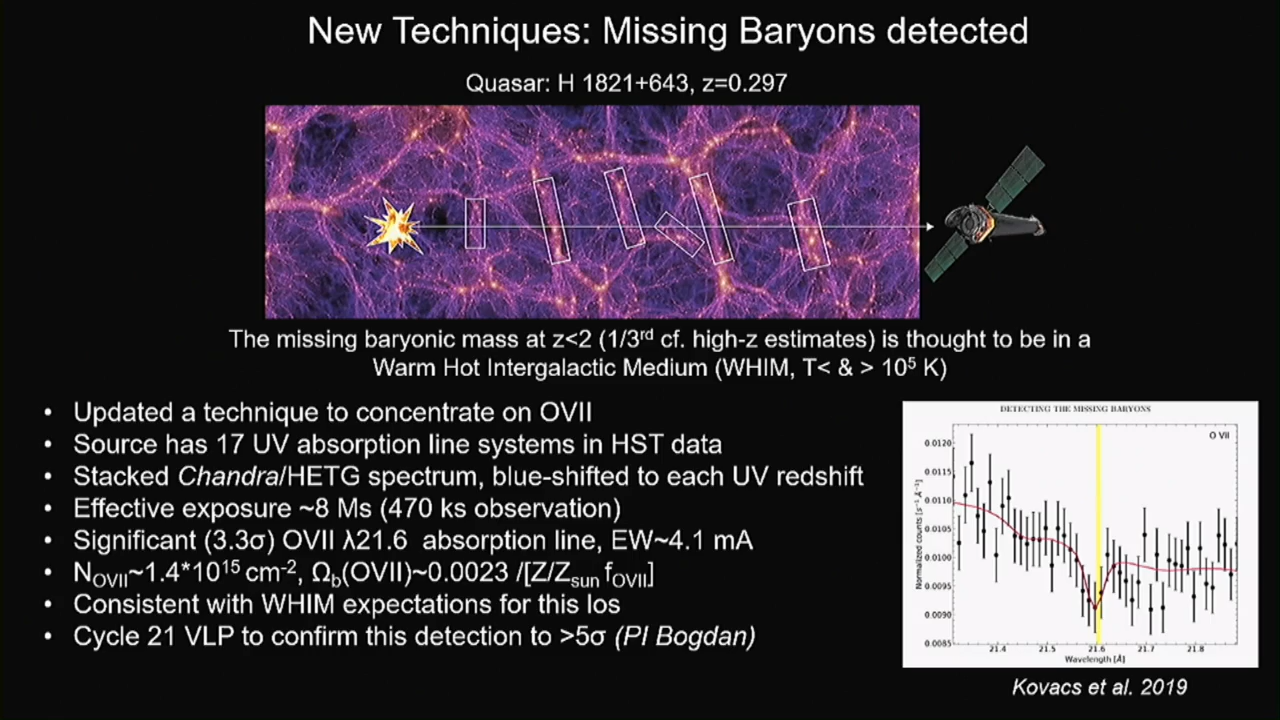 New Techniques: Missing Baryons detected
Quasar: H 1821+643, z=0.297
The missing baryonic mass at z<2 (1/3rd cf. high-z estimates) is thought to be in a
Warm Hot Intergalactic Medium (WHIM, T< & > 10⁵ K)
• Updated a technique to concentrate on OVII
• Source has 17 UV absorption line systems in HST data
• Stacked Chandra/HETG spectrum, blue-shifted to each UV redshift
• Effective exposure ~8 Ms (470 ks observation)
• Significant (3.3σ) OVII λ21.6 absorption line, EW~4.1 mA
• N_OVII~1.4*10¹⁵ cm⁻², Ω_b(OVII)~0.0023 /[Z/Z_sun f_OVII]
• Consistent with WHIM expectations for this los
• Cycle 21 VLP to confirm this detection to >5σ (PI Bogdan)
DETECTING THE MISSING BARYONS
O VII
Normalized counts [s⁻¹ Å⁻¹]
0.0120
0.0115
0.0110
0.0105
0.0100
0.0095
0.0090
0.0085
21.4 21.5 21.6 21.7 21.8
Wavelength [Å]
Kovacs et al. 2019